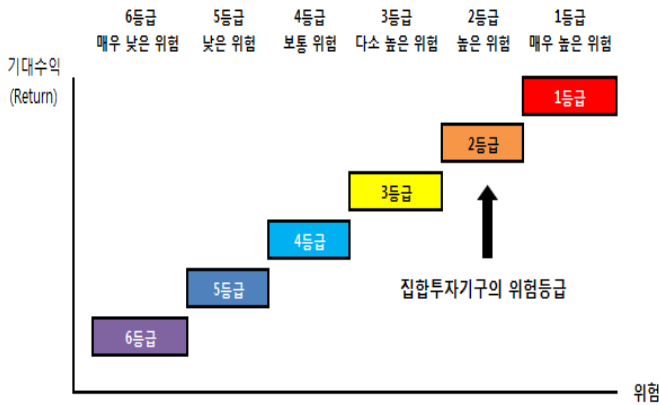 6등급 5등급 4등급 3등급 2등급 1등급
매우 낮은 위험 낮은 위험 보통 위험 다소 높은 위험 높은 위험 매우 높은 위험
기대수익
(Return)
1등급
2등급
3등급
4등급
5등급
집합투자기구의 위험등급
6등급
위험